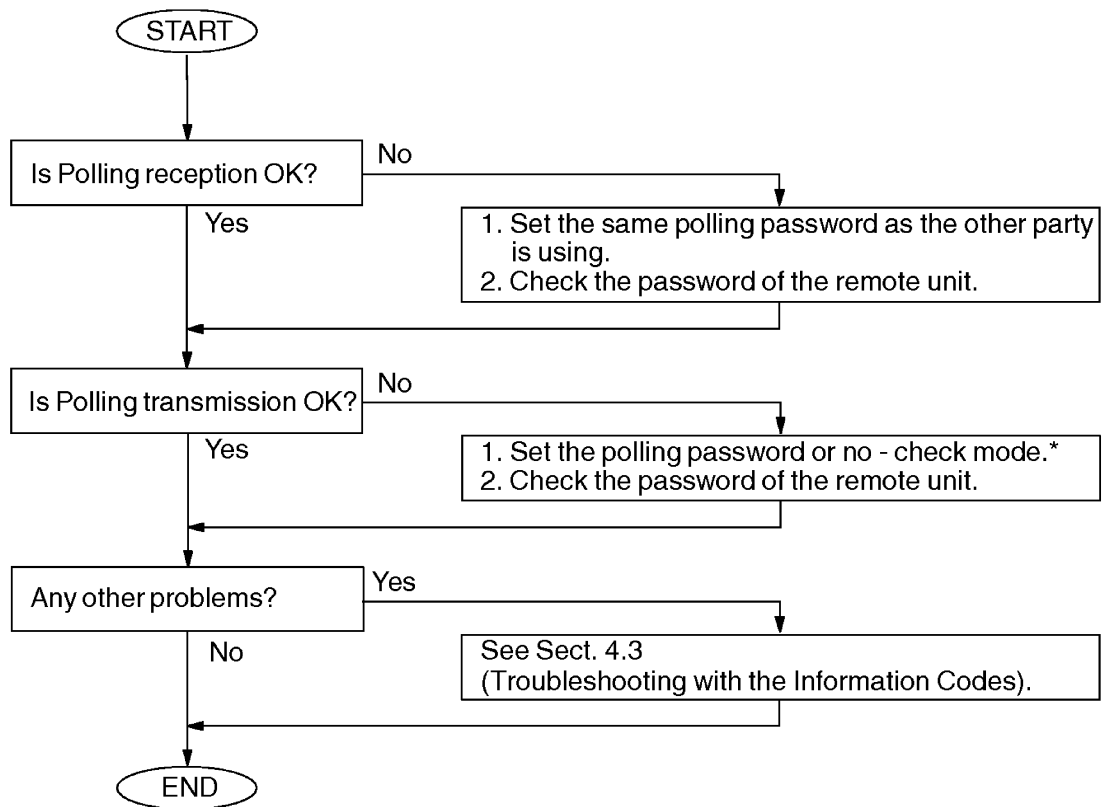 START
Is Polling reception OK?
No
Yes
1. Set the same polling password as the other party
is using.
2. Check the password of the remote unit.
Is Polling transmission OK?
No
Yes
1. Set the polling password or no - check mode.*
2. Check the password of the remote unit.
Any other problems?
Yes
No
See Sect. 4.3
(Troubleshooting with the Information Codes).
END